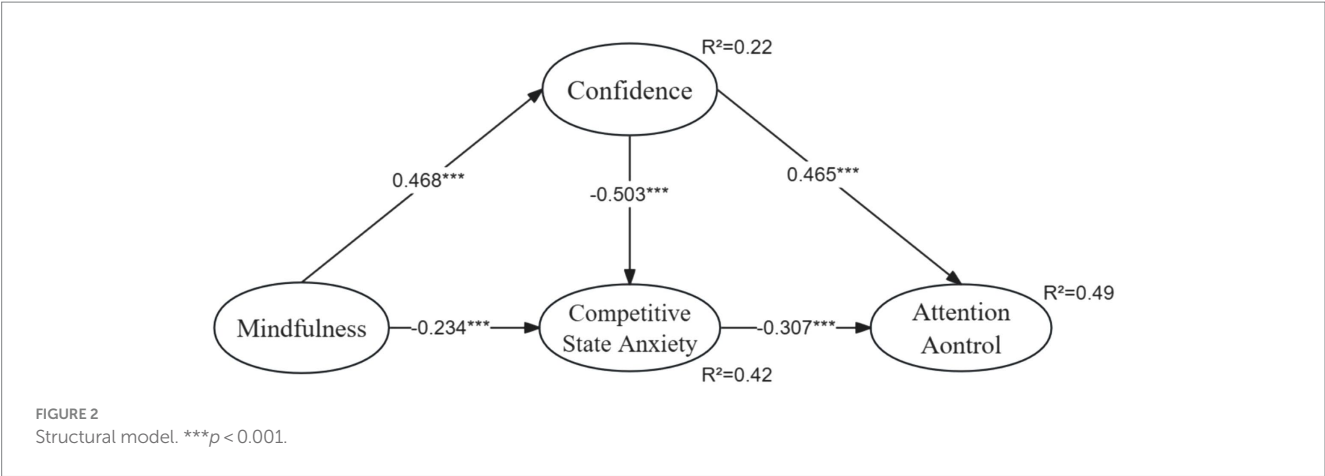 R²=0.22
Confidence
0.468***
0.465***
-0.503***
R²=0.49
Mindfulness
-0.234***
Competitive
State Anxiety
-0.307***
Attention
Aontrol
R²=0.42
FIGURE 2
Structural model. ***p < 0.001.